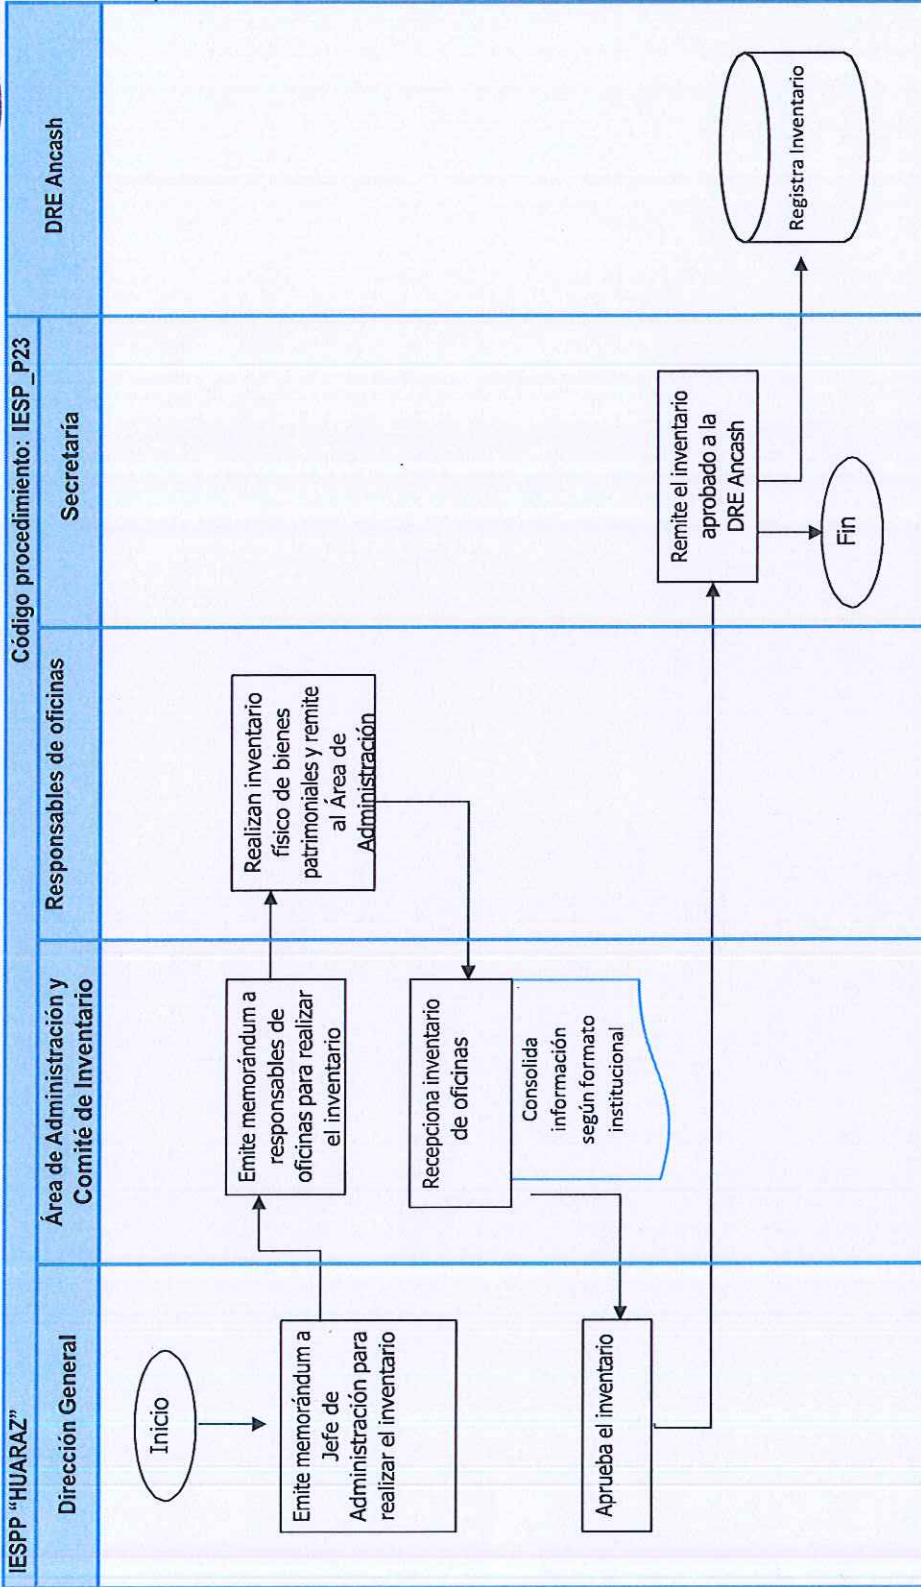 IESPP “HUARAZ”
Código procedimiento: IESP_P23
Dirección General
Área de Administración y
Comité de Inventario
Responsables de oficinas
Secretaría
DRE Ancash
Inicio
Emite memorándum a
Jefe de
Administración para
realizar el inventario
Emite memorándum a
responsables de
oficinas para realizar
el inventario
Realizan inventario
físico de bienes
patrimoniales y remite
al Área de
Administración
Recepciona inventario
de oficinas
Consolida
información
según formato
institucional
Aprueba el inventario
Remite el inventario
aprobado a la
DRE Ancash
Fin
Registra Inventario